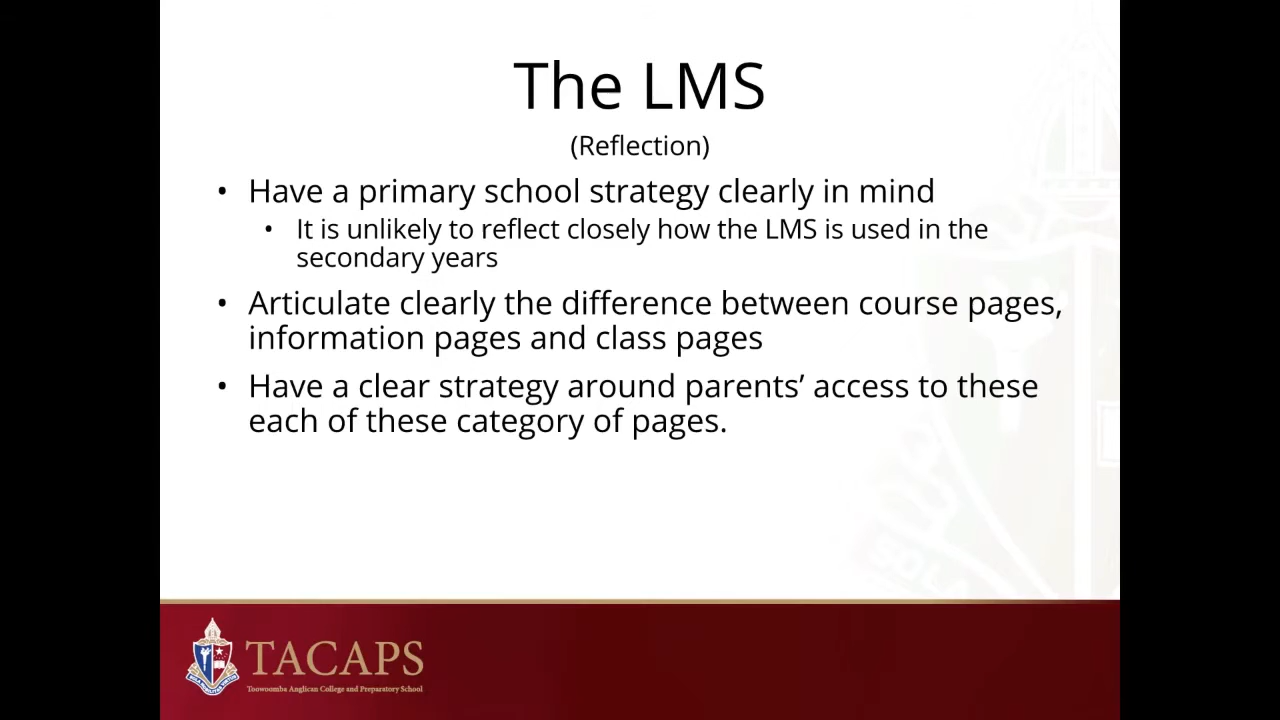 The LMS
(Reflection)
• Have a primary school strategy clearly in mind
• It is unlikely to reflect closely how the LMS is used in the
secondary years
• Articulate clearly the difference between course pages,
information pages and class pages
• Have a clear strategy around parents’ access to these
each of these category of pages.
TACAPS
Toowoomba Anglican College and Preparatory School